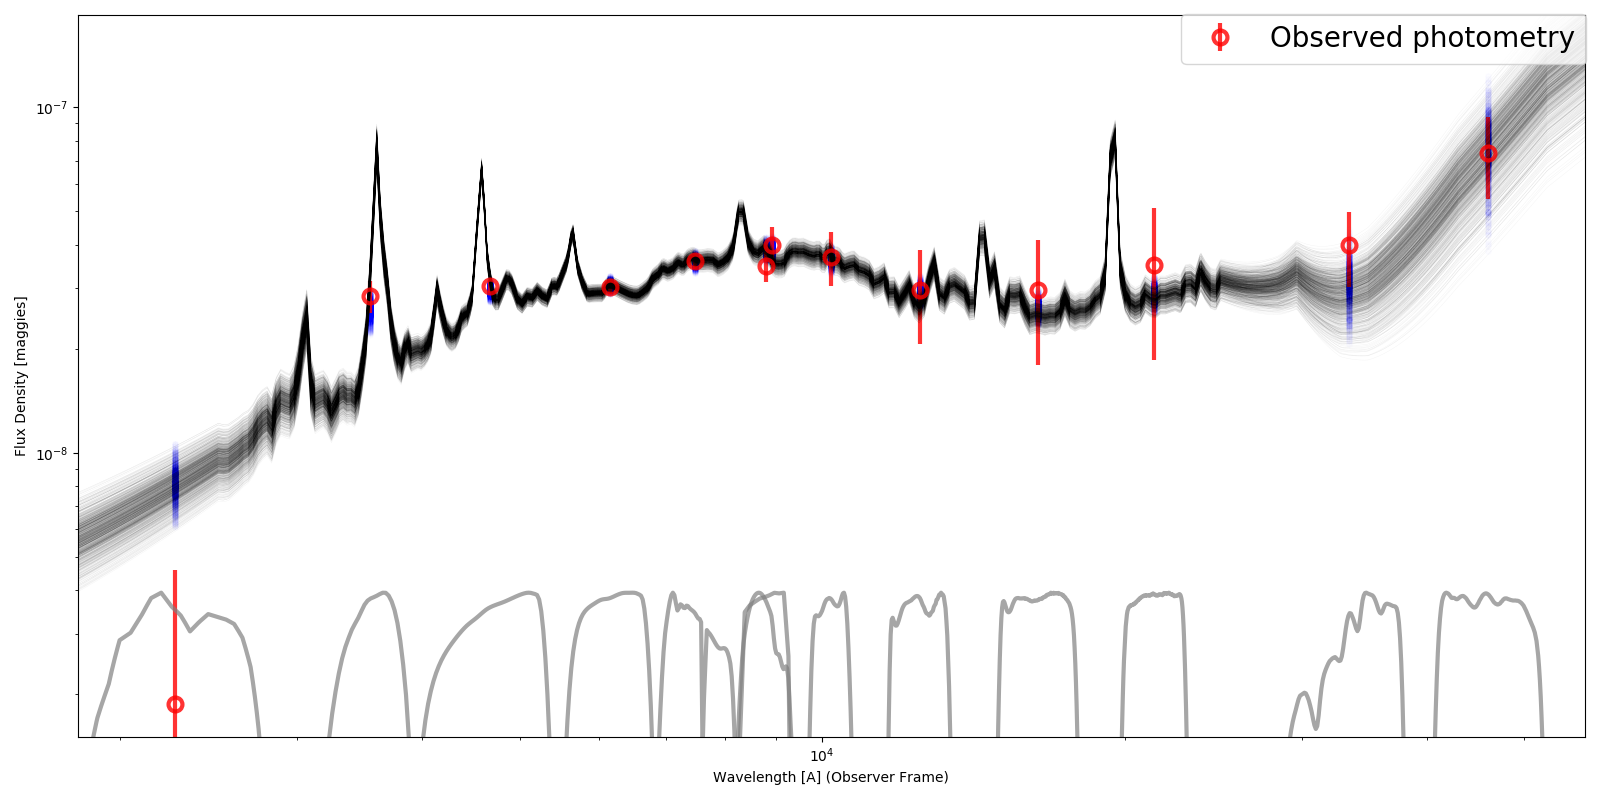 Observed photometry
10⁻⁷
10⁻⁸
Flux Density [maggies]
10⁴
Wavelength [A] (Observer Frame)